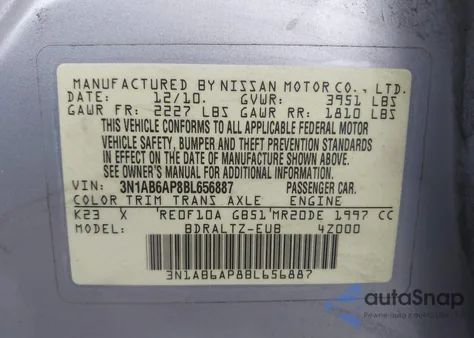 MANUFACTURED BY NISSAN MOTOR CO., LTD.
DATE: 12/10. GVWR: 3951 LBS
GAWR FR: 2227 LBS GAWR RR: 1810 LBS
THIS VEHICLE CONFORMS TO ALL APPLICABLE FEDERAL MOTOR
VEHICLE SAFETY, BUMPER AND THEFT PREVENTION STANDARDS
IN EFFECT ON THE DATE OF MANUFACTURE SHOWN ABOVE.
SEE OWNER'S MANUAL FOR ADDITIONAL INFORMATION.
VIN: 3N1AB6AP8BL656887 PASSENGER CAR.
COLOR TRIM TRANS AXLE ENGINE
K23 X 'RE0F10A GB51'MR20DE 1997 CC
BDRALTZ-EUB 4Z000
3N1AB6AP8BL656887
autoSnap